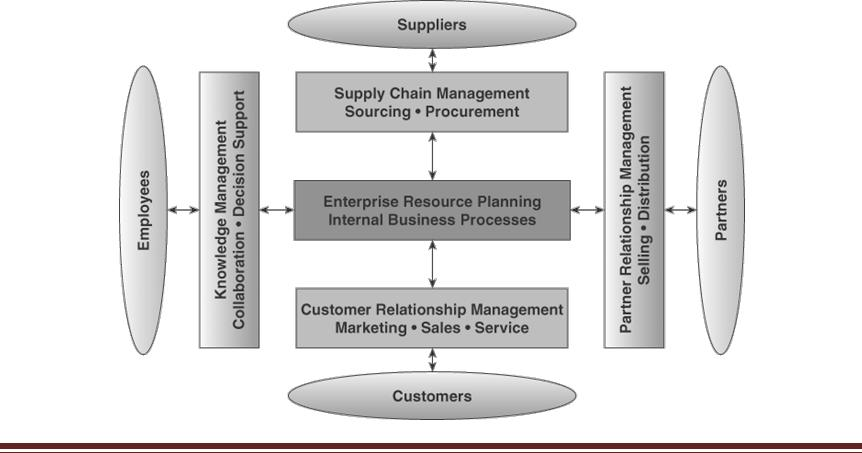 Suppliers
Supply Chain Management
Sourcing • Procurement
Employees
Knowledge Management
Collaboration • Decision Support
Enterprise Resource Planning
Internal Business Processes
Partner Relationship Management
Selling • Distribution
Partners
Customer Relationship Management
Marketing • Sales • Service
Customers